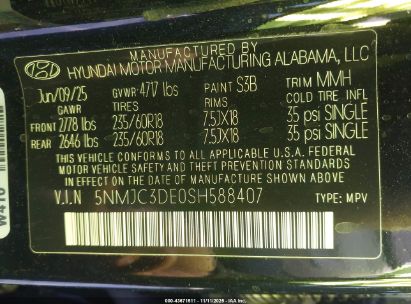 MANUFACTURED BY
HYUNDAI MOTOR MANUFACTURING ALABAMA, LLC
Jun/09/25 GVWR 4717 lbs PAINT S3B TRIM MMH
GAWR TIRES RIMS COLD TIRE INFL
FRONT 2778 lbs 235/60R18 7.5JX18 35 psi SINGLE
REAR 2646 lbs 235/60R18 7.5JX18 35 psi SINGLE
THIS VEHICLE CONFORMS TO ALL APPLICABLE U.S.A. FEDERAL
MOTOR VEHICLE SAFETY AND THEFT PREVENTION STANDARDS
IN EFFECT ON THE DATE OF MANUFACTURE SHOWN ABOVE.
V.I.N 5NMJC3DE0SH588407 TYPE: MPV
W410